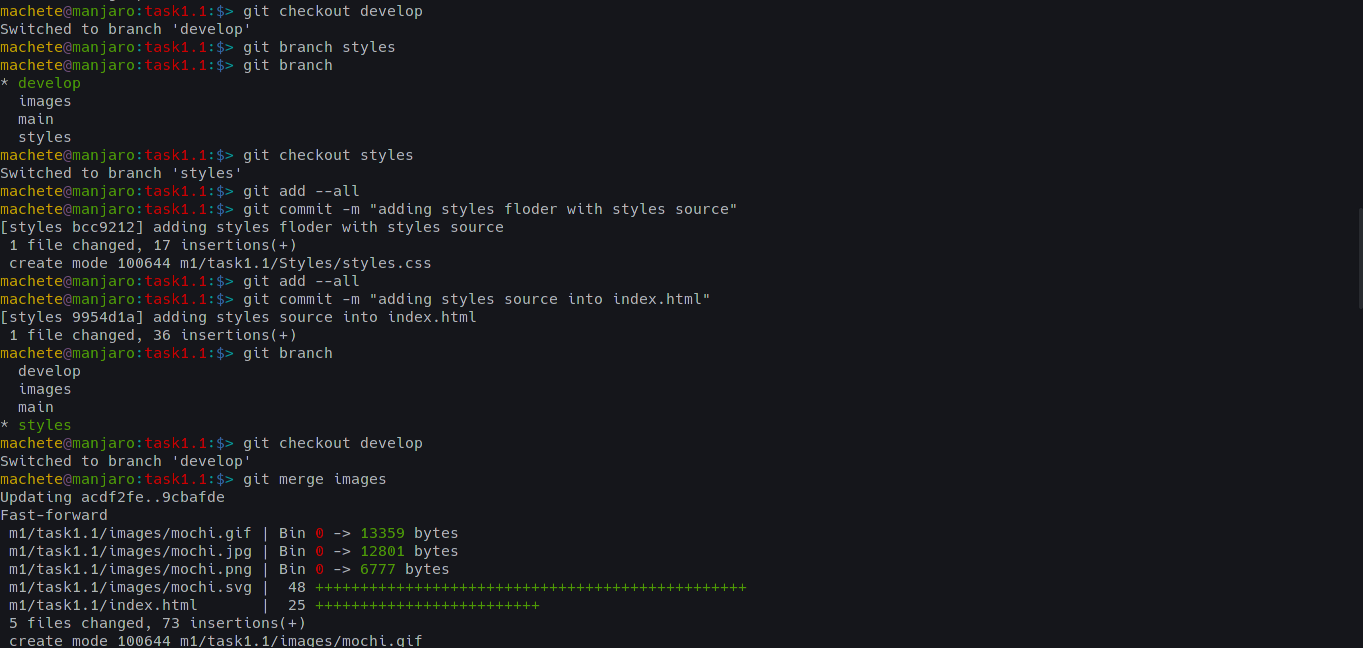 machete@manjaro:task1.1:$> git checkout develop
Switched to branch 'develop'
machete@manjaro:task1.1:$> git branch styles
machete@manjaro:task1.1:$> git branch
* develop
  images
  main
  styles
machete@manjaro:task1.1:$> git checkout styles
Switched to branch 'styles'
machete@manjaro:task1.1:$> git add --all
machete@manjaro:task1.1:$> git commit -m "adding styles floder with styles source"
[styles bcc9212] adding styles floder with styles source
 1 file changed, 17 insertions(+)
 create mode 100644 m1/task1.1/Styles/styles.css
machete@manjaro:task1.1:$> git add --all
machete@manjaro:task1.1:$> git commit -m "adding styles source into index.html"
[styles 9954d1a] adding styles source into index.html
 1 file changed, 36 insertions(+)
machete@manjaro:task1.1:$> git branch
  develop
  images
  main
* styles
machete@manjaro:task1.1:$> git checkout develop
Switched to branch 'develop'
machete@manjaro:task1.1:$> git merge images
Updating acdf2fe..9cbafde
Fast-forward
 m1/task1.1/images/mochi.gif | Bin 0 -> 13359 bytes
 m1/task1.1/images/mochi.jpg | Bin 0 -> 12801 bytes
 m1/task1.1/images/mochi.png | Bin 0 -> 6777 bytes
 m1/task1.1/images/mochi.svg |  48 ++++++++++++++++++++++++++++++++++++++++++++++++
 m1/task1.1/index.html       |  25 +++++++++++++++++++++++++
 5 files changed, 73 insertions(+)
 create mode 100644 m1/task1.1/images/mochi.gif